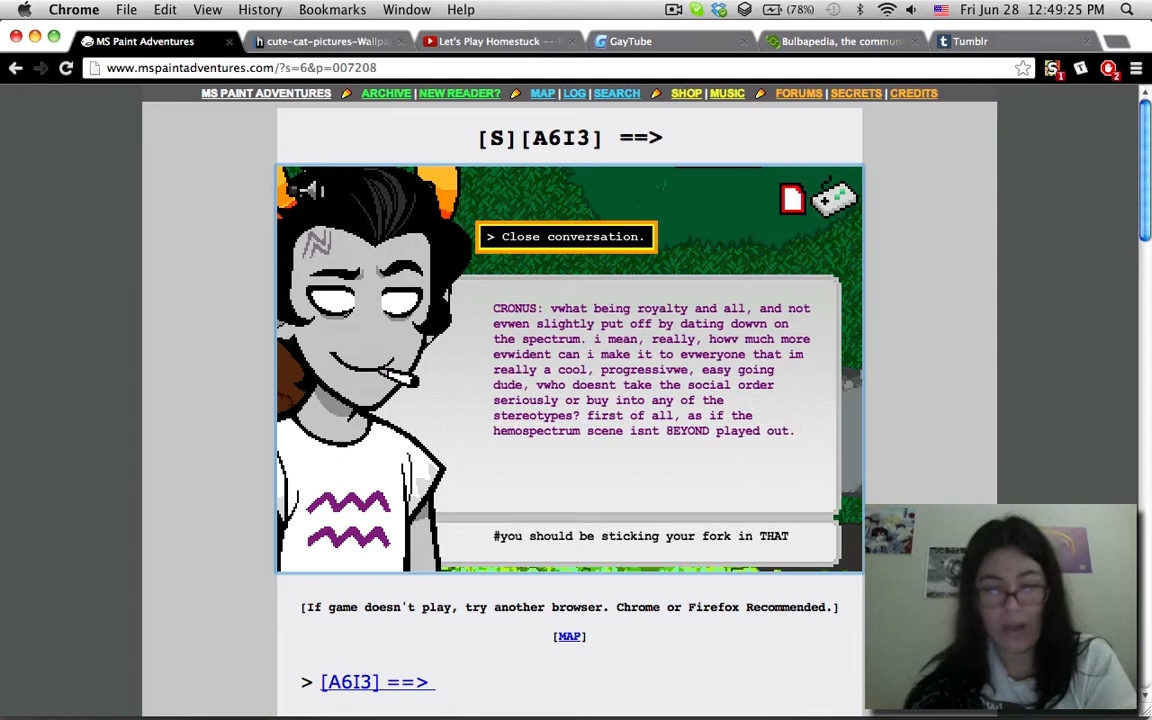 Chrome File Edit View History Bookmarks Window Help (78%) Fri Jun 28 12:49:25 PM
MS Paint Adventures cute-cat-pictures-Wallpa Let's Play Homestuck -- GayTube Bulbapedia, the commun Tumblr
www.mspaintadventures.com/?s=6&p=007208
MS PAINT ADVENTURES ARCHIVE | NEW READER? MAP | LOG | SEARCH SHOP | MUSIC FORUMS | SECRETS | CREDITS
[S][A6I3] ==>
> Close conversation.
CRONUS: vwhat being royalty and all, and not
evwen slightly put off by dating dowvn on
the spectrum. i mean, really, howv much more
evwident can i make it to evweryone that im
really a cool, progressivwe, easy going
dude, vwho doesnt take the social order
seriously or buy into any of the
stereotypes? first of all, as if the
hemospectrum scene isnt 8EYOND played out.
#you should be sticking your fork in THAT
[If game doesn't play, try another browser. Chrome or Firefox Recommended.]
[MAP]
> [A6I3] ==>